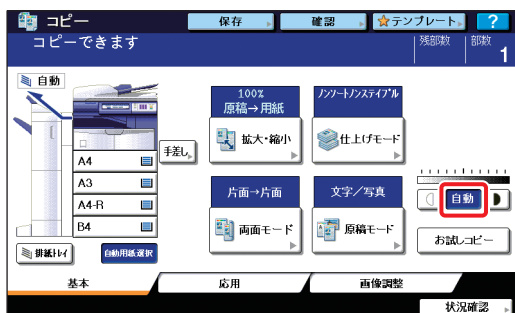 コピー
保存
確認
テンプレート
?
コピーできます
残部数
部数
1
自動
100%
原稿→用紙
ノンソートノンステイプル
拡大・縮小
仕上げモード
手差し
A4
A3
A4-R
B4
片面→片面
文字/写真
自動
両面モード
原稿モード
お試しコピー
排紙トレイ
自動用紙選択
基本
応用
画像調整
状況確認